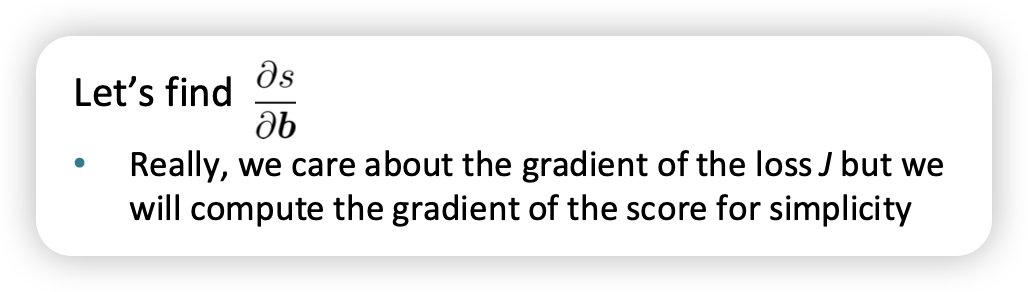 Let's find ∂s/∂b
• Really, we care about the gradient of the loss J but we
will compute the gradient of the score for simplicity